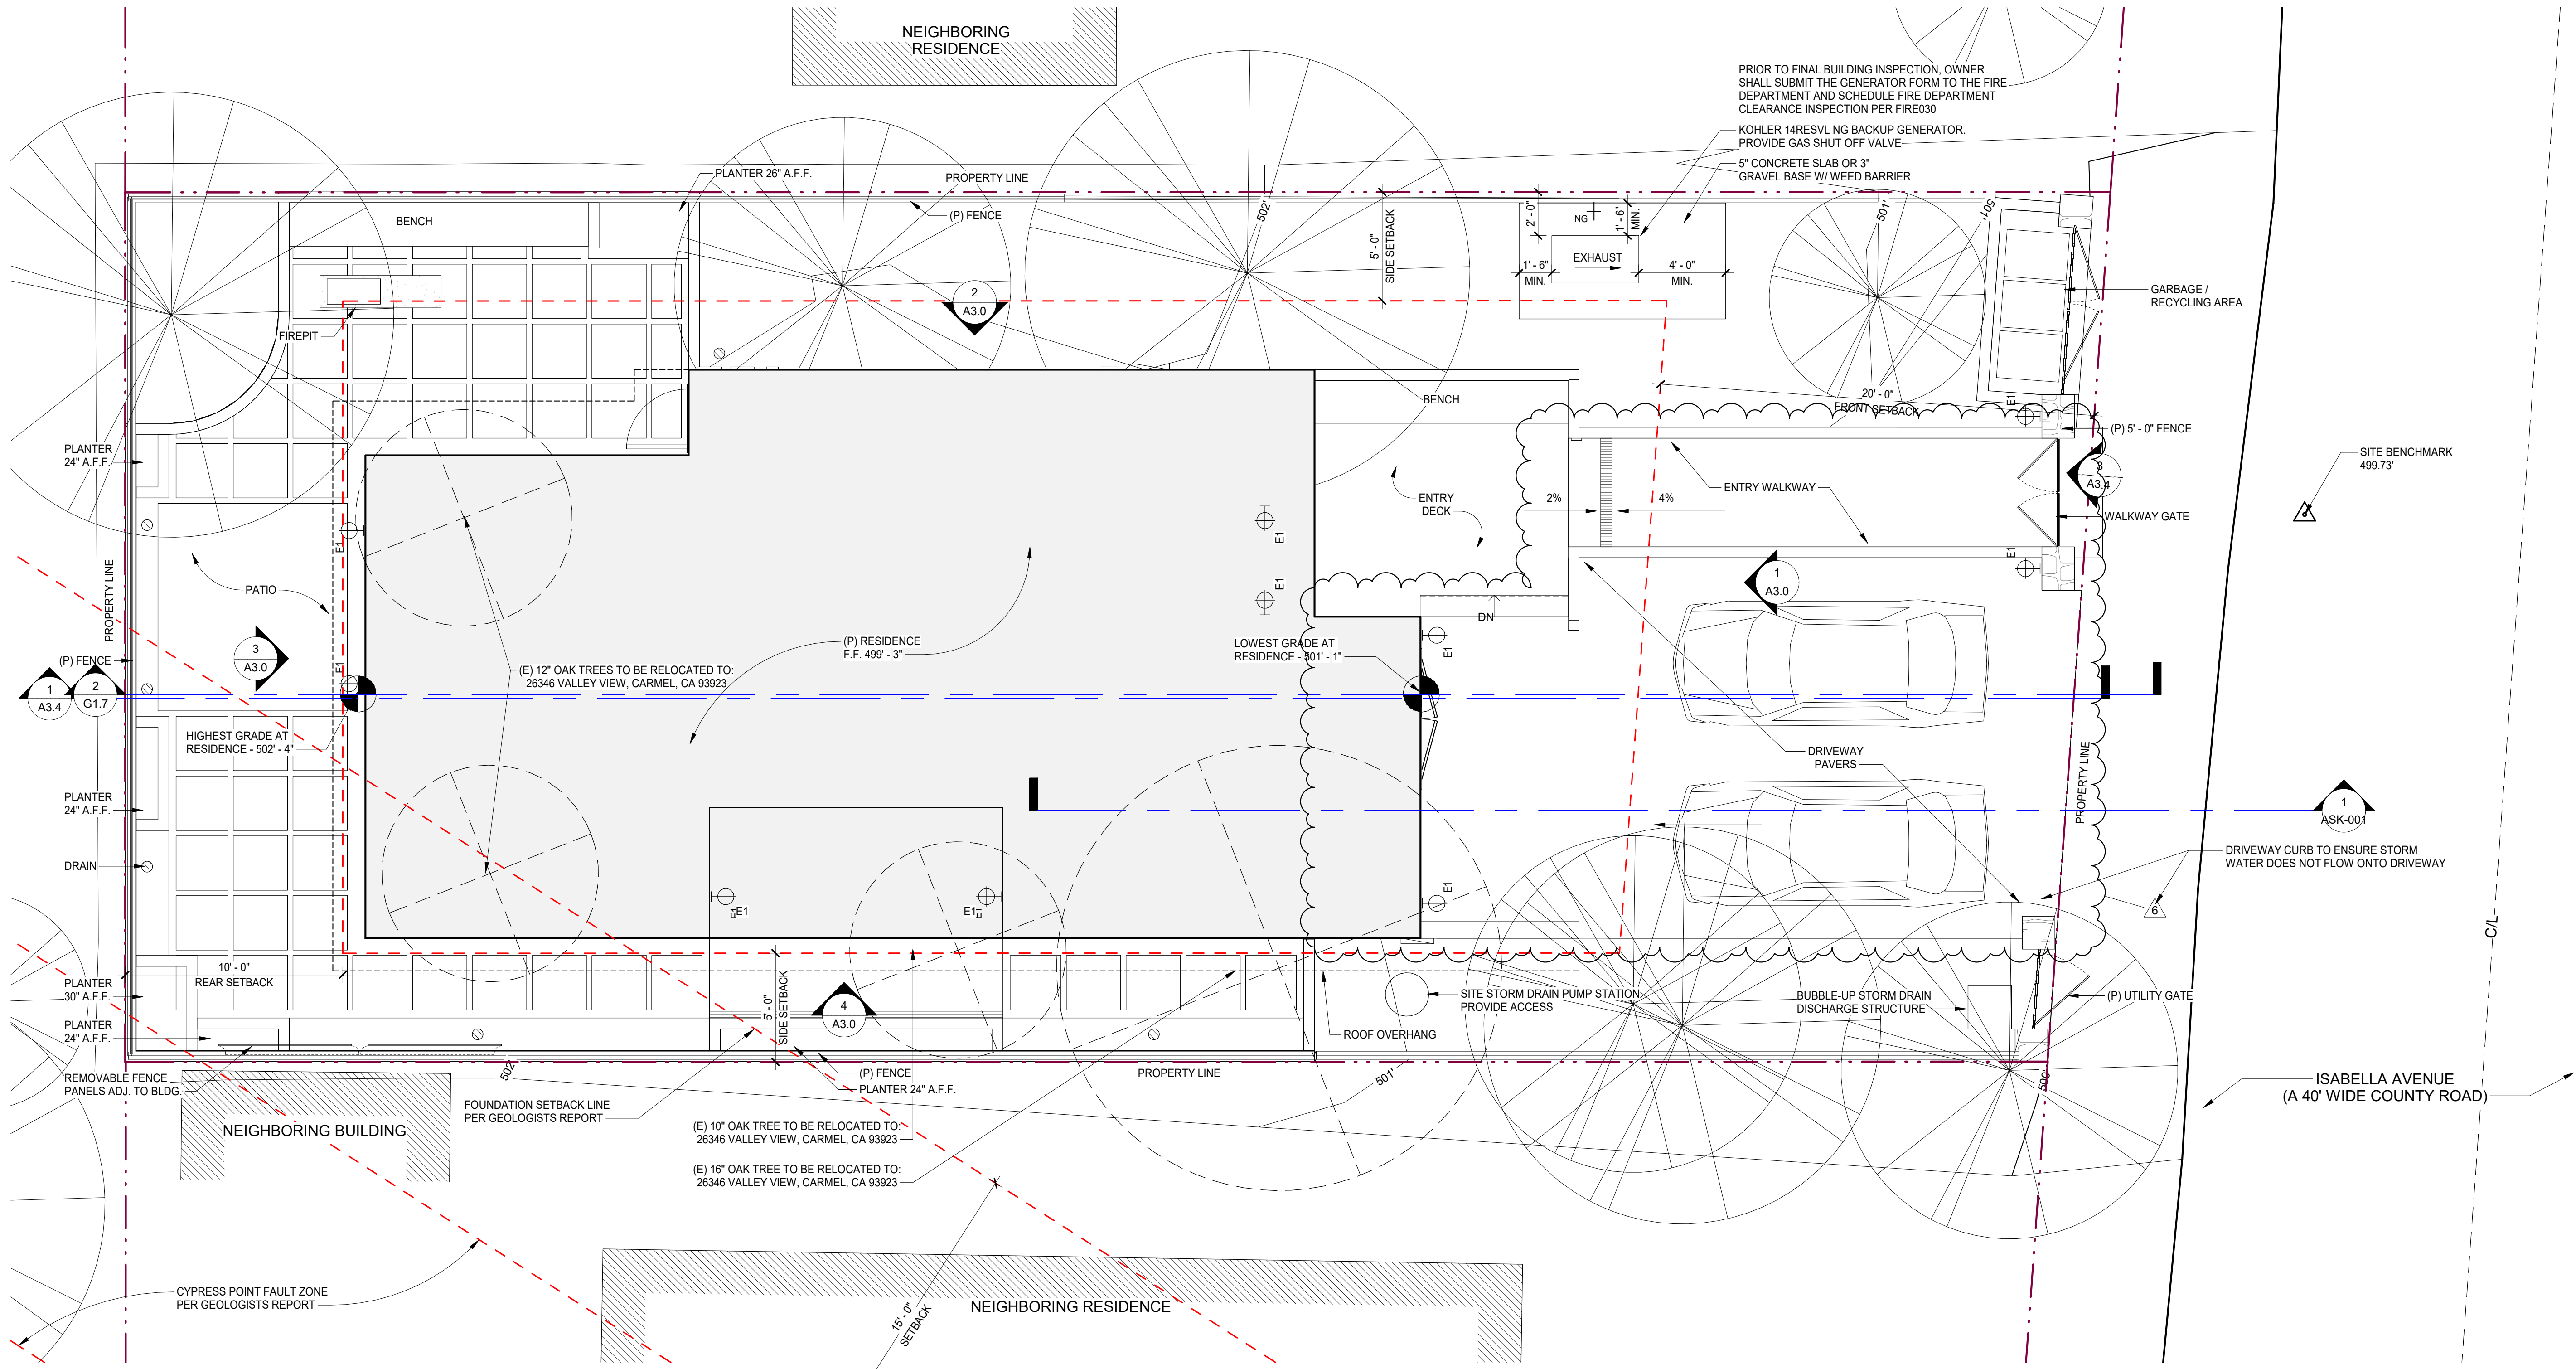 NEIGHBORING
RESIDENCE
PRIOR TO FINAL BUILDING INSPECTION, OWNER
SHALL SUBMIT THE GENERATOR FORM TO THE FIRE
DEPARTMENT AND SCHEDULE FIRE DEPARTMENT
CLEARANCE INSPECTION PER FIRE030
KOHLER 14RESVL NG BACKUP GENERATOR.
PROVIDE GAS SHUT OFF VALVE
5" CONCRETE SLAB OR 3"
GRAVEL BASE W/ WEED BARRIER
PLANTER 26" A.F.F.
PROPERTY LINE
(P) FENCE
BENCH
502'
5' - 0"
SIDE SETBACK
2' - 0"
NG
1' - 6"
MIN.
EXHAUST
1' - 6"
MIN.
4' - 0"
MIN.
501'
501'
GARBAGE /
RECYCLING AREA
2
A3.0
FIREPIT
20' - 0"
FRONT SETBACK
E1
BENCH
(P) 5' - 0" FENCE
PLANTER
24" A.F.F.
SITE BENCHMARK
499.73'
3
A3.4
ENTRY
DECK
2%
4%
ENTRY WALKWAY
WALKWAY GATE
E1
E1
E1
E1
1
A3.0
PROPERTY LINE
PATIO
DN
(P) RESIDENCE
F.F. 499' - 3"
LOWEST GRADE AT
RESIDENCE - 501' - 1"
E1
3
A3.0
(P) FENCE
E1
(E) 12" OAK TREES TO BE RELOCATED TO:
26346 VALLEY VIEW, CARMEL, CA 93923
1
A3.4
2
G1.7
HIGHEST GRADE AT
RESIDENCE - 502' - 4"
DRIVEWAY
PAVERS
PROPERTY LINE
PLANTER
24" A.F.F.
1
ASK-001
DRAIN
DRIVEWAY CURB TO ENSURE STORM
WATER DOES NOT FLOW ONTO DRIVEWAY
E1
E1
E1
E1
E1
6
C/L
10' - 0"
REAR SETBACK
PLANTER
30" A.F.F.
5' - 0"
SIDE SETBACK
4
A3.0
SITE STORM DRAIN PUMP STATION
PROVIDE ACCESS
BUBBLE-UP STORM DRAIN
DISCHARGE STRUCTURE
(P) UTILITY GATE
PLANTER
24" A.F.F.
ROOF OVERHANG
REMOVABLE FENCE
PANELS ADJ. TO BLDG.
502'
(P) FENCE
PLANTER 24" A.F.F.
PROPERTY LINE
501'
500'
ISABELLA AVENUE
(A 40' WIDE COUNTY ROAD)
FOUNDATION SETBACK LINE
PER GEOLOGISTS REPORT
NEIGHBORING BUILDING
(E) 10" OAK TREE TO BE RELOCATED TO:
26346 VALLEY VIEW, CARMEL, CA 93923
(E) 16" OAK TREE TO BE RELOCATED TO:
26346 VALLEY VIEW, CARMEL, CA 93923
CYPRESS POINT FAULT ZONE
PER GEOLOGISTS REPORT
15' - 0"
SETBACK
NEIGHBORING RESIDENCE